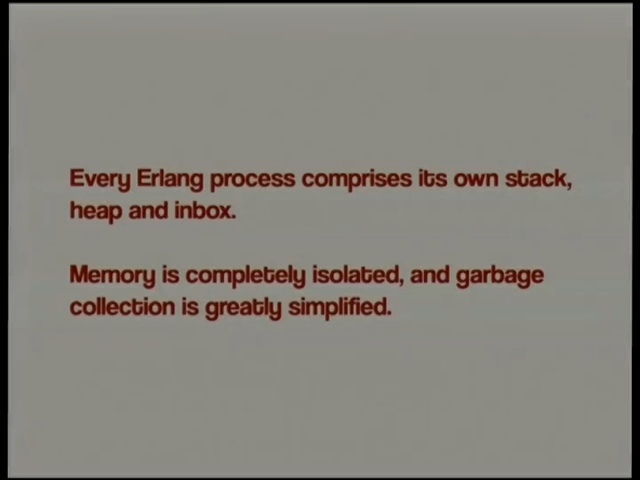 Every Erlang process comprises its own stack,
heap and inbox.
Memory is completely isolated, and garbage
collection is greatly simplified.